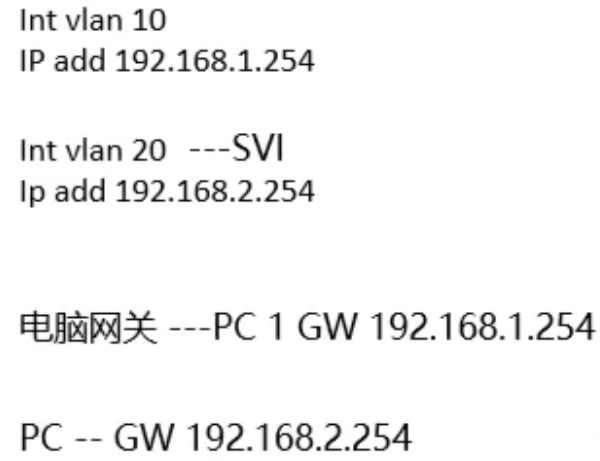 Int vlan 10
IP add 192.168.1.254
Int vlan 20 ---SVI
Ip add 192.168.2.254
电脑网关 ---PC 1 GW 192.168.1.254
PC -- GW 192.168.2.254